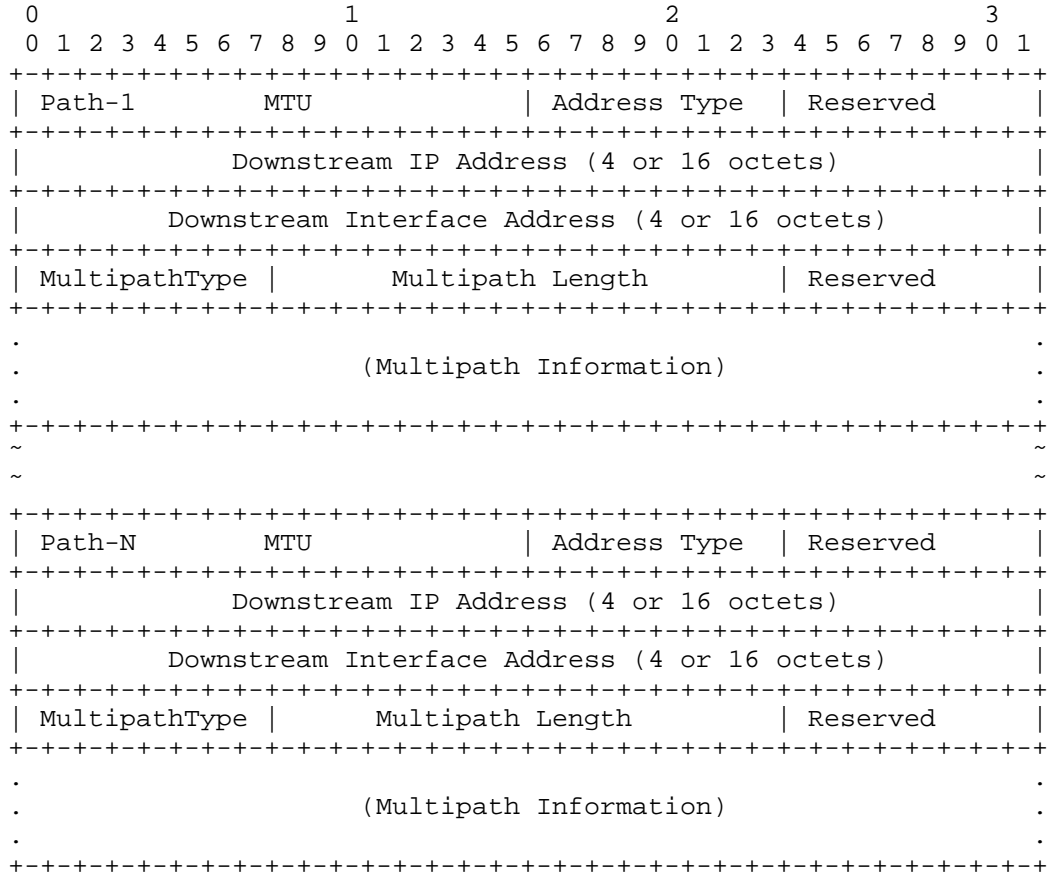 0                   1                   2                   3
 0 1 2 3 4 5 6 7 8 9 0 1 2 3 4 5 6 7 8 9 0 1 2 3 4 5 6 7 8 9 0 1
+-+-+-+-+-+-+-+-+-+-+-+-+-+-+-+-+-+-+-+-+-+-+-+-+-+-+-+-+-+-+-+-+
| Path-1        MTU             | Address Type  | Reserved      |
+-+-+-+-+-+-+-+-+-+-+-+-+-+-+-+-+-+-+-+-+-+-+-+-+-+-+-+-+-+-+-+-+
|             Downstream IP Address (4 or 16 octets)            |
+-+-+-+-+-+-+-+-+-+-+-+-+-+-+-+-+-+-+-+-+-+-+-+-+-+-+-+-+-+-+-+-+
|         Downstream Interface Address (4 or 16 octets)         |
+-+-+-+-+-+-+-+-+-+-+-+-+-+-+-+-+-+-+-+-+-+-+-+-+-+-+-+-+-+-+-+-+
| MultipathType |       Multipath Length        | Reserved      |
+-+-+-+-+-+-+-+-+-+-+-+-+-+-+-+-+-+-+-+-+-+-+-+-+-+-+-+-+-+-+-+-+
.                                                               .
.                     (Multipath Information)                   .
.                                                               .
+-+-+-+-+-+-+-+-+-+-+-+-+-+-+-+-+-+-+-+-+-+-+-+-+-+-+-+-+-+-+-+-+
~                                                               ~
~                                                               ~
+-+-+-+-+-+-+-+-+-+-+-+-+-+-+-+-+-+-+-+-+-+-+-+-+-+-+-+-+-+-+-+-+
| Path-N        MTU             | Address Type  | Reserved      |
+-+-+-+-+-+-+-+-+-+-+-+-+-+-+-+-+-+-+-+-+-+-+-+-+-+-+-+-+-+-+-+-+
|             Downstream IP Address (4 or 16 octets)            |
+-+-+-+-+-+-+-+-+-+-+-+-+-+-+-+-+-+-+-+-+-+-+-+-+-+-+-+-+-+-+-+-+
|         Downstream Interface Address (4 or 16 octets)         |
+-+-+-+-+-+-+-+-+-+-+-+-+-+-+-+-+-+-+-+-+-+-+-+-+-+-+-+-+-+-+-+-+
| MultipathType |      Multipath Length         | Reserved      |
+-+-+-+-+-+-+-+-+-+-+-+-+-+-+-+-+-+-+-+-+-+-+-+-+-+-+-+-+-+-+-+-+
.                                                               .
.                     (Multipath Information)                   .
.                                                               .
+-+-+-+-+-+-+-+-+-+-+-+-+-+-+-+-+-+-+-+-+-+-+-+-+-+-+-+-+-+-+-+-+